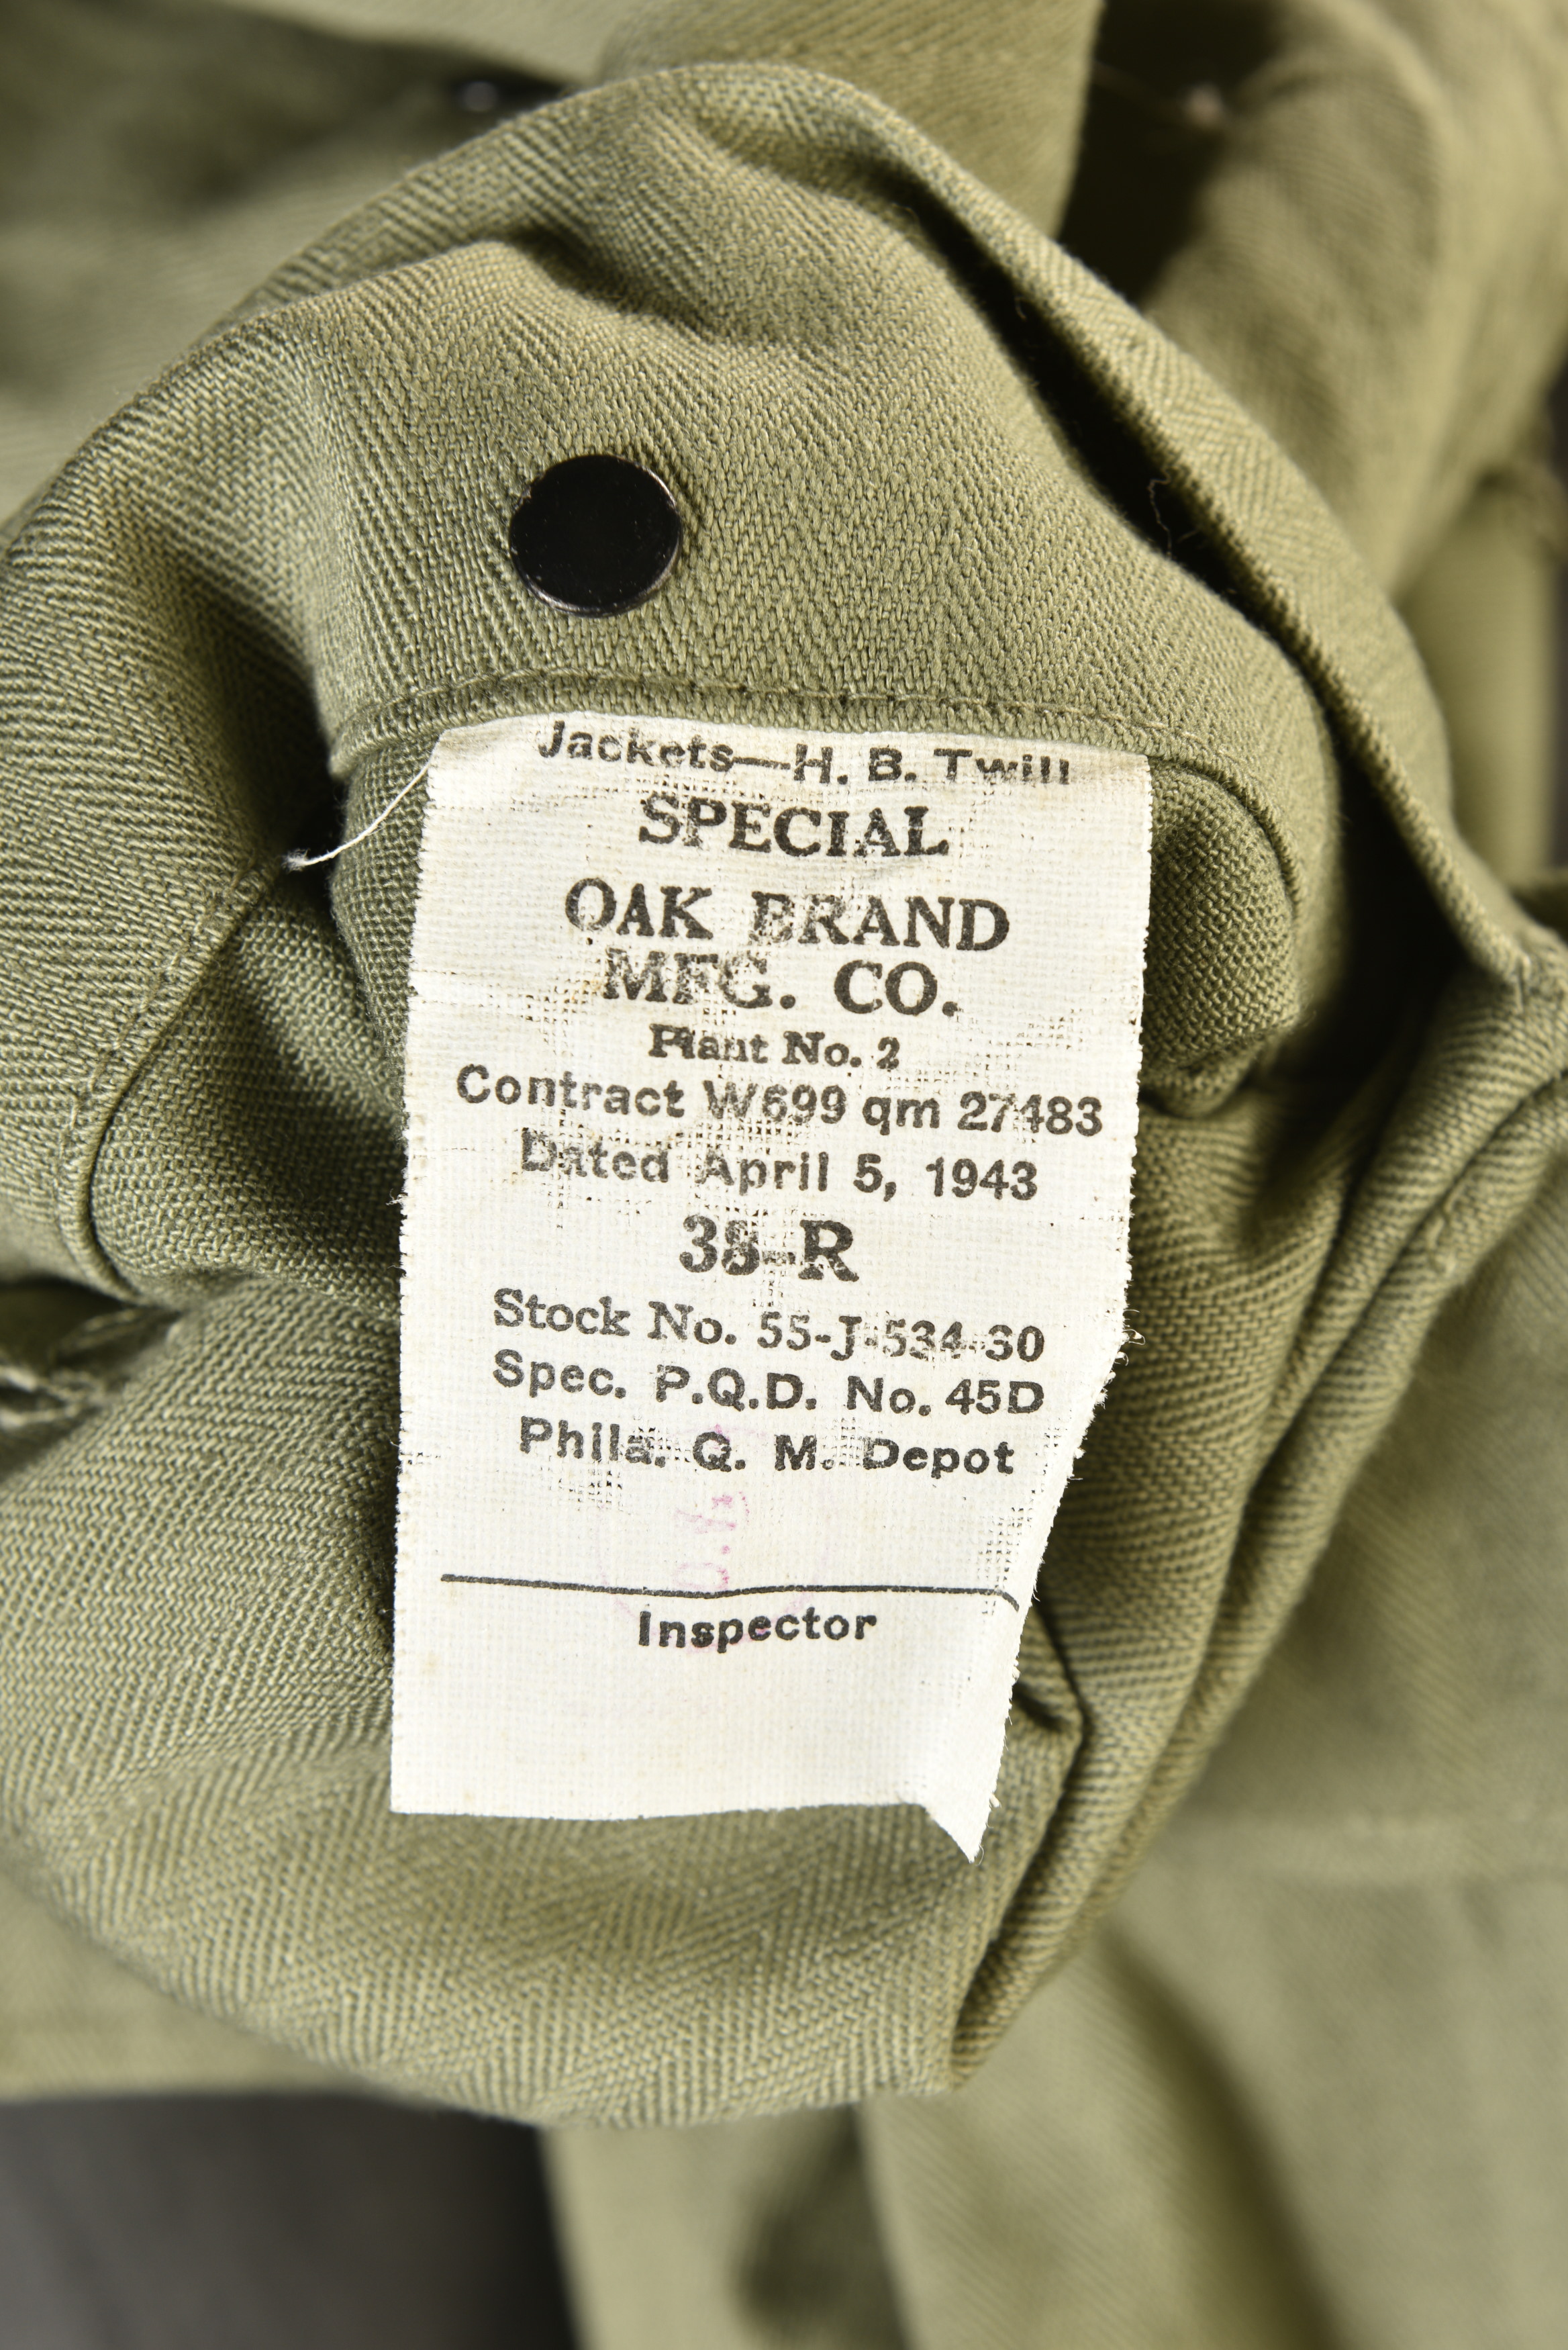 Jackets—H. B. Twill
SPECIAL
OAK BRAND
MFG. CO.
Plant No. 2
Contract W699 qm 27483
Dated April 5, 1943
38-R
Stock No. 55-J-534-30
Spec. P.Q.D. No. 45D
Phila. Q. M. Depot
Inspector